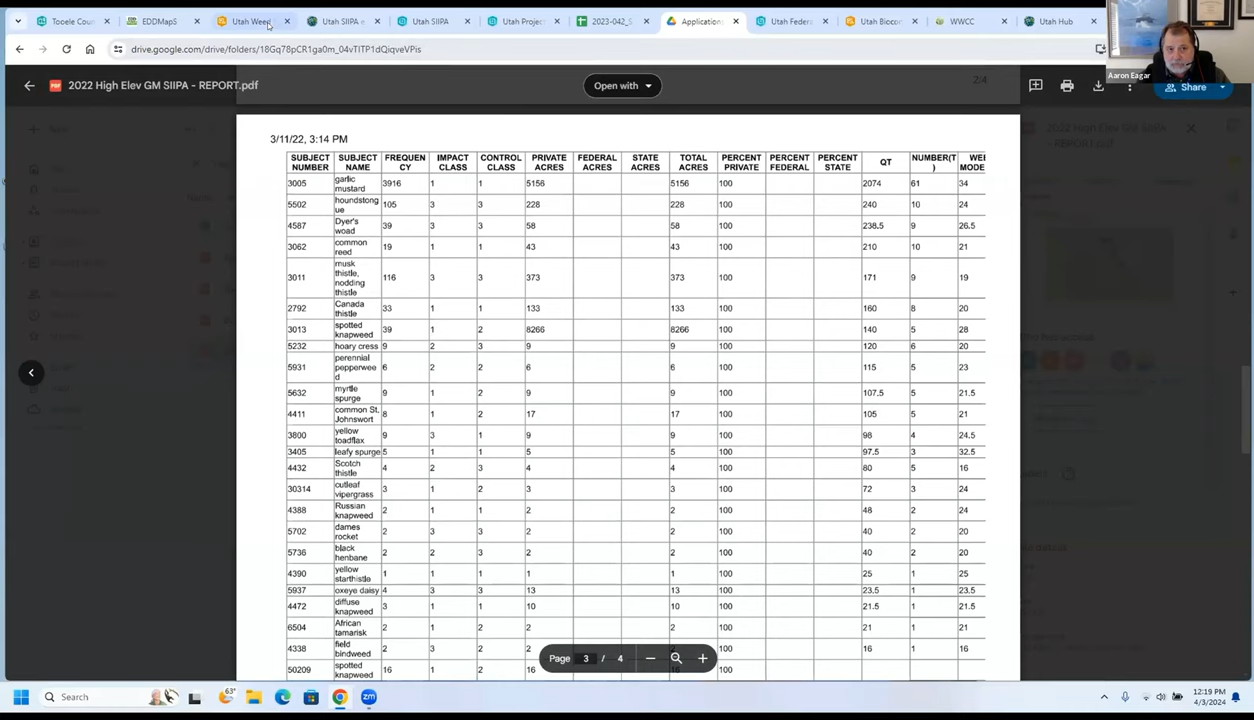 Tooele Coun
EDDMapS
Utah Weed
Utah SIIPA e
Utah SIIPA
Utah Project
2023-042_S
Application
Utah Federa
Utah Biocon
WWCC
Utah Hub
drive.google.com/drive/folders/18Gq78pCR1ga0m_04vTITP1dQiqveVPis
Aaron Eagar
2022 High Elev GM SIIPA - REPORT.pdf
Open with
Share
2/4
3/11/22, 3:14 PM
SUBJECT NUMBER SUBJECT NAME FREQUEN CY IMPACT CLASS CONTROL CLASS PRIVATE ACRES FEDERAL ACRES STATE ACRES TOTAL ACRES PERCENT PRIVATE PERCENT FEDERAL PERCENT STATE QT NUMBER(T ) WEE MODE
3005 garlic mustard 3916 1 1 5156 5156 100 2074 61 34
5502 houndstong ue 105 3 3 228 228 100 240 10 24
4587 Dyer's woad 39 3 3 58 58 100 238.5 9 26.5
3062 common reed 19 1 1 43 43 100 210 10 21
3011 musk thistle, nodding thistle 116 3 3 373 373 100 171 9 19
2792 Canada thistle 33 1 1 133 133 100 160 8 20
3013 spotted knapweed 39 1 2 8266 8266 100 140 5 28
5232 hoary cress 9 2 3 9 9 100 120 6 20
5931 perennial pepperwee d 6 2 2 6 6 100 115 5 23
5632 myrtle spurge 9 1 2 9 9 100 107.5 5 21.5
4411 common St. Johnswort 8 1 2 17 17 100 105 5 21
3800 yellow toadflax 9 3 1 9 9 100 98 4 24.5
3405 leafy spurge 5 1 1 5 5 100 97.5 3 32.5
4432 Scotch thistle 4 2 3 4 4 100 80 5 16
30314 cutleaf vipergrass 3 1 2 3 3 100 72 3 24
4388 Russian knapweed 2 1 1 2 2 100 48 2 24
5702 dames rocket 2 3 3 2 2 100 40 2 20
5736 black henbane 2 2 3 2 2 100 40 2 20
4390 yellow starthistle 1 1 1 1 1 100 25 1 25
5937 oxeye daisy 4 3 3 13 13 100 23.5 1 23.5
4472 diffuse knapweed 3 1 1 10 10 100 21.5 1 21.5
6504 African tamarisk 2 1 2 2 2 100 21 1 21
4338 field bindweed 2 3 2 2 2 100 16 1 16
50209 spotted knapweed 16 1 2 16 16 100
Page 3 / 4
Search
63°
12:19 PM
4/3/2024